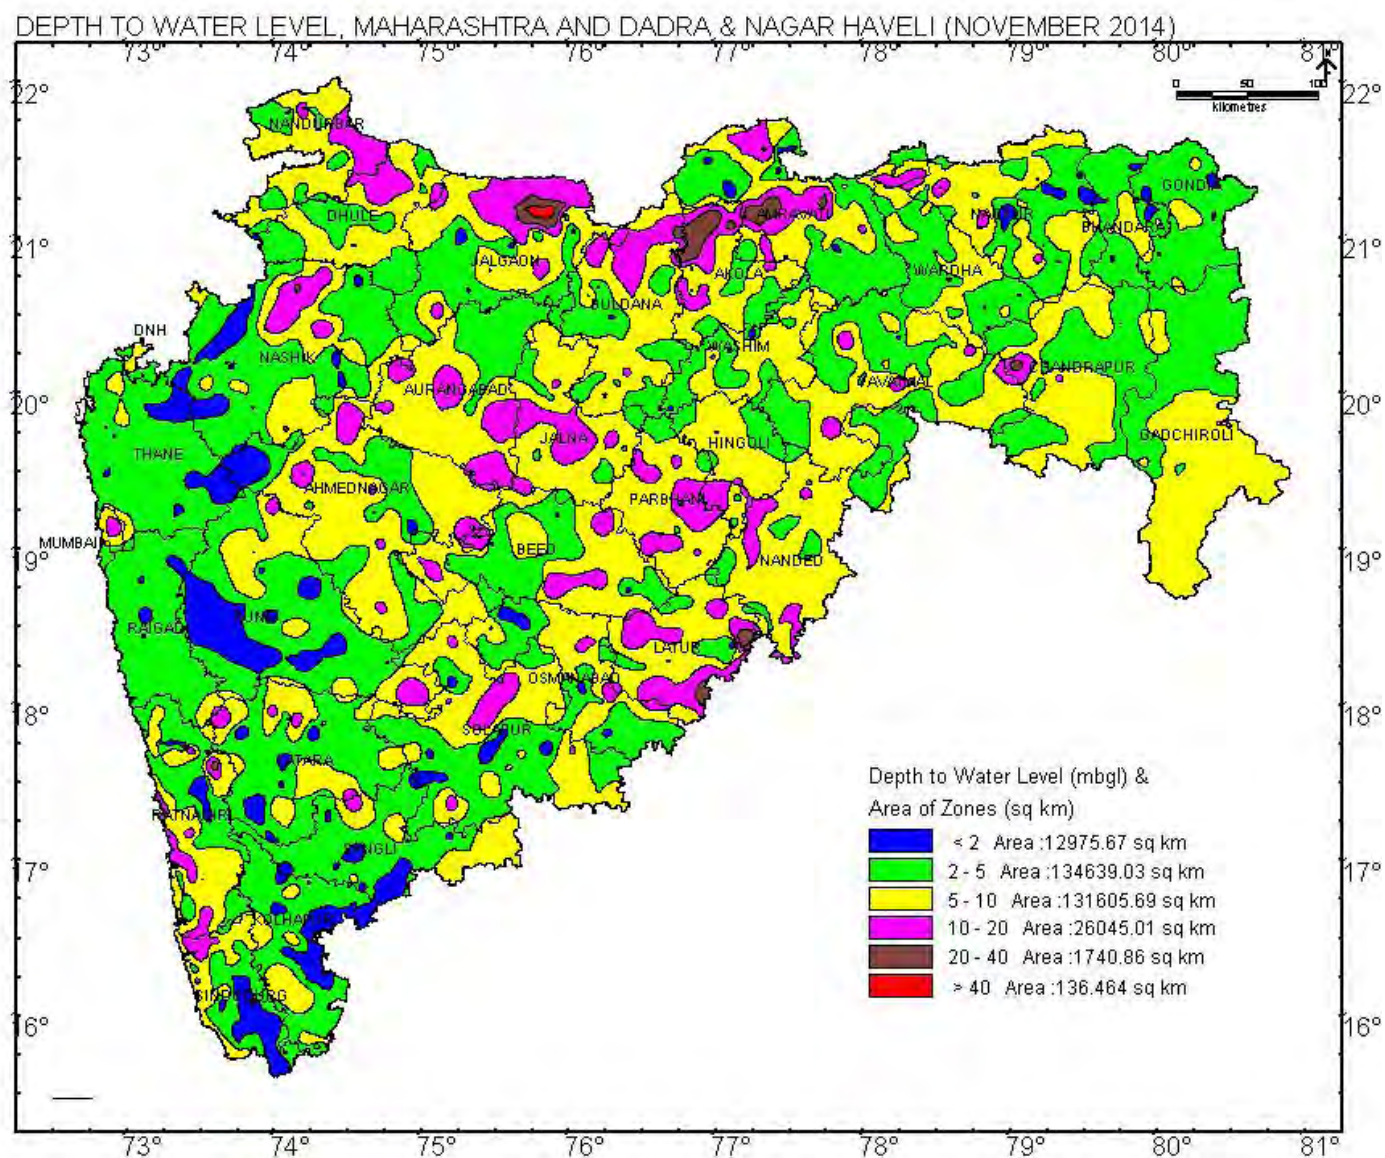 DEPTH TO WATER LEVEL, MAHARASHTRA AND DADRA & NAGAR HAVELI (NOVEMBER 2014)
73° 74° 75° 76° 77° 78° 79° 80° 81°
22° 22°
0 50 100
kilometres
NANDURBAR
GONDIA
DHULE
AMRAVATI
NAGPUR
BHANDARA
21° 21°
JALGAON
AKOLA
WARDHA
BULDANA
DNH
NASHIK
WASHIM
CHANDRAPUR
AURANGABAD
YAVATMAL
20° 20°
JALNA
HINGOLI
GADCHIROLI
THANE
AHMEDNAGAR
PARBHANI
MUMBAI
BEED
19° 19°
NANDED
RAIGAD
PUNE
LATUR
OSMANABAD
18° 18°
SOLAPUR
SATARA
Depth to Water Level (mbgl) &
Area of Zones (sq km)
RATNAGIRI
< 2 Area :12975.67 sq km
SANGLI
17° 17°
2 - 5 Area :134639.03 sq km
5 - 10 Area :131605.69 sq km
KOLHAPUR
10 - 20 Area :26045.01 sq km
20 - 40 Area :1740.86 sq km
> 40 Area :136.464 sq km
SINDUDURG
16° 16°
73° 74° 75° 76° 77° 78° 79° 80° 81°